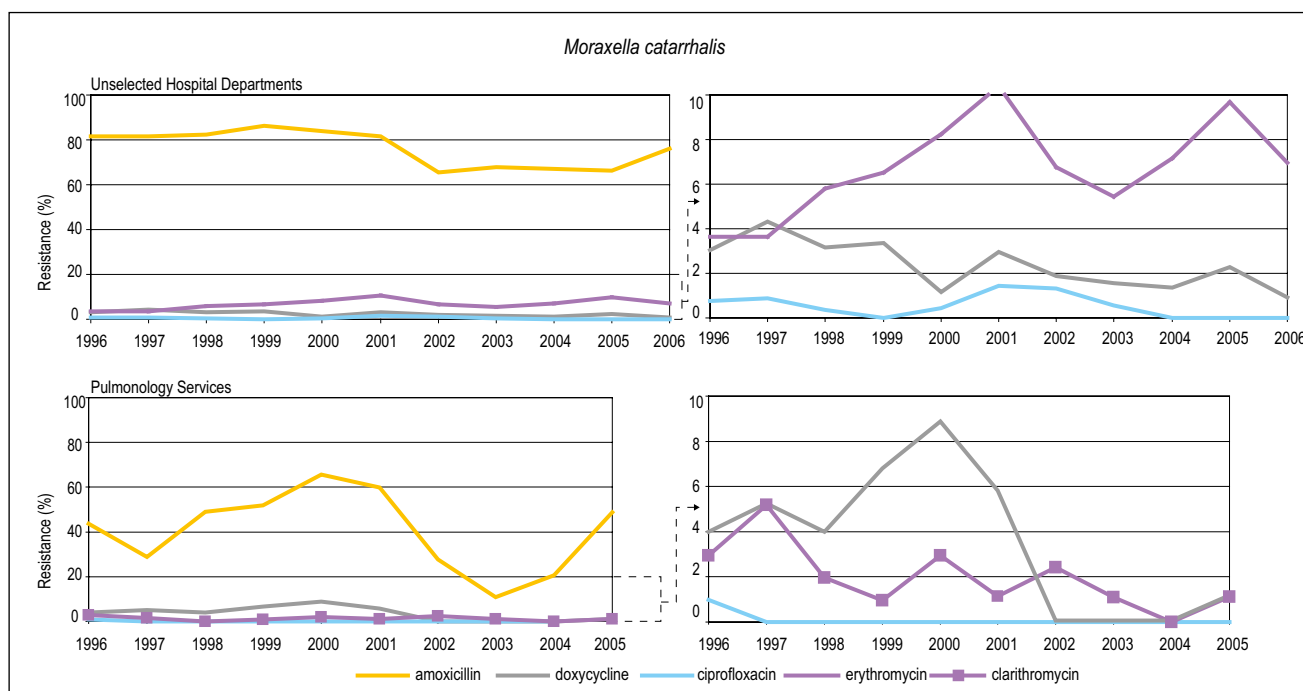 Moraxella catarrhalis
Unselected Hospital Departments
Resistance (%)
100
80
60
40
20
0
1996 1997 1998 1999 2000 2001 2002 2003 2004 2005 2006
10
8
6
4
2
0
1996 1997 1998 1999 2000 2001 2002 2003 2004 2005 2006
Pulmonology Services
Resistance (%)
100
80
60
40
20
0
1996 1997 1998 1999 2000 2001 2002 2003 2004 2005
10
8
6
4
2
0
1996 1997 1998 1999 2000 2001 2002 2003 2004 2005
amoxicillin doxycycline ciprofloxacin erythromycin clarithromycin